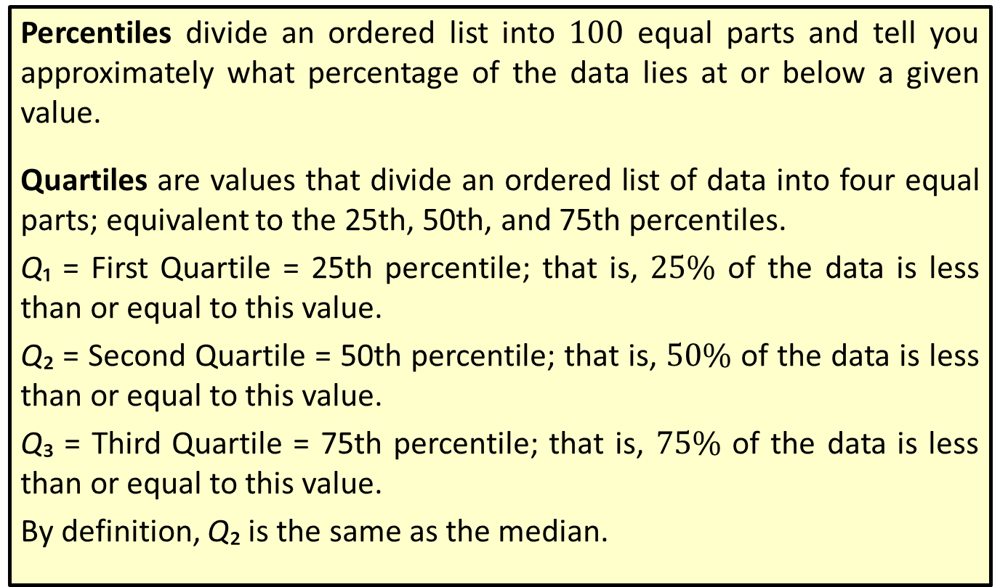 Percentiles divide an ordered list into 100 equal parts and tell you
approximately what percentage of the data lies at or below a given
value.
Quartiles are values that divide an ordered list of data into four equal
parts; equivalent to the 25th, 50th, and 75th percentiles.
Q₁ = First Quartile = 25th percentile; that is, 25% of the data is less
than or equal to this value.
Q₂ = Second Quartile = 50th percentile; that is, 50% of the data is less
than or equal to this value.
Q₃ = Third Quartile = 75th percentile; that is, 75% of the data is less
than or equal to this value.
By definition, Q₂ is the same as the median.